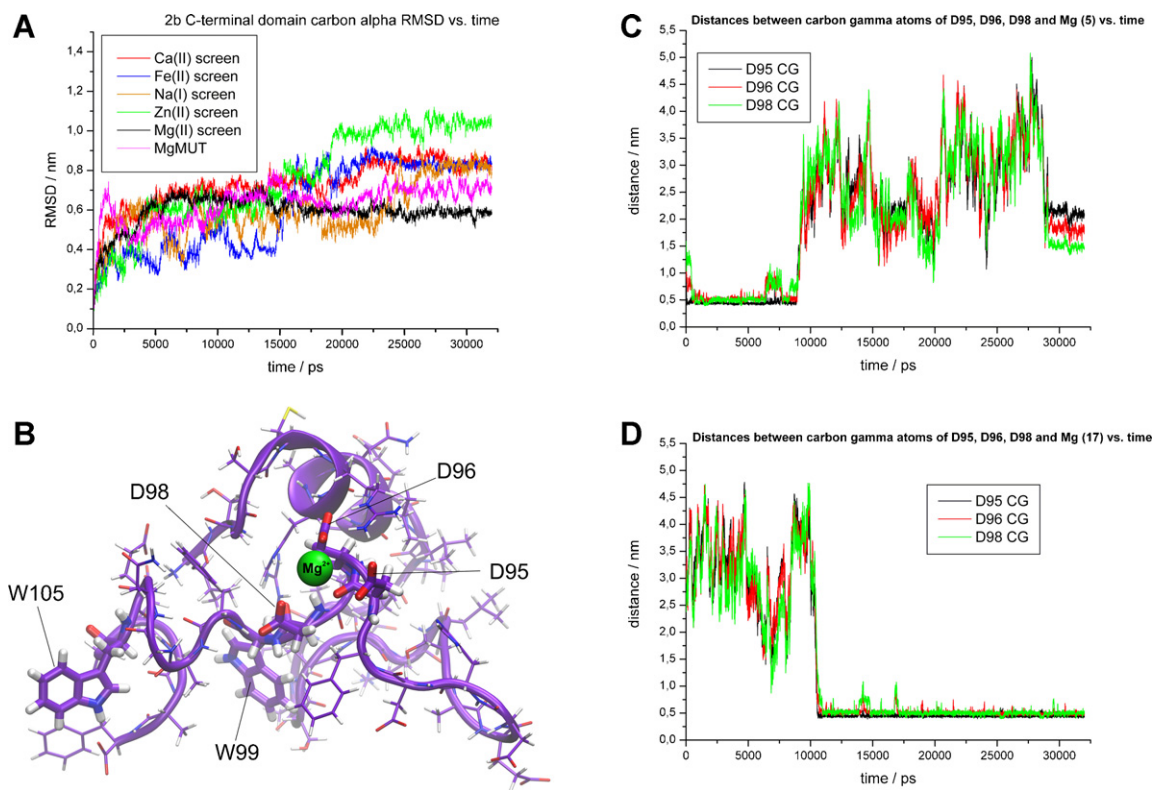 A
2b C-terminal domain carbon alpha RMSD vs. time
1,4
1,2
1,0
0,8
0,6
0,4
0,2
0,0
RMSD / nm
Ca(II) screen
Fe(II) screen
Na(I) screen
Zn(II) screen
Mg(II) screen
MgMUT
0 5000 10000 15000 20000 25000 30000
time / ps
B
D96
D98
Mg²⁺
D95
W105
W99
C
Distances between carbon gamma atoms of D95, D96, D98 and Mg (5) vs. time
5,5
5,0
4,5
4,0
3,5
3,0
2,5
2,0
1,5
1,0
0,5
0,0
distance / nm
D95 CG
D96 CG
D98 CG
0 5000 10000 15000 20000 25000 30000
time / ps
D
Distances between carbon gamma atoms of D95, D96, D98 and Mg (17) vs. time
5,5
5,0
4,5
4,0
3,5
3,0
2,5
2,0
1,5
1,0
0,5
0,0
distance / nm
D95 CG
D96 CG
D98 CG
0 5000 10000 15000 20000 25000 30000
time / ps